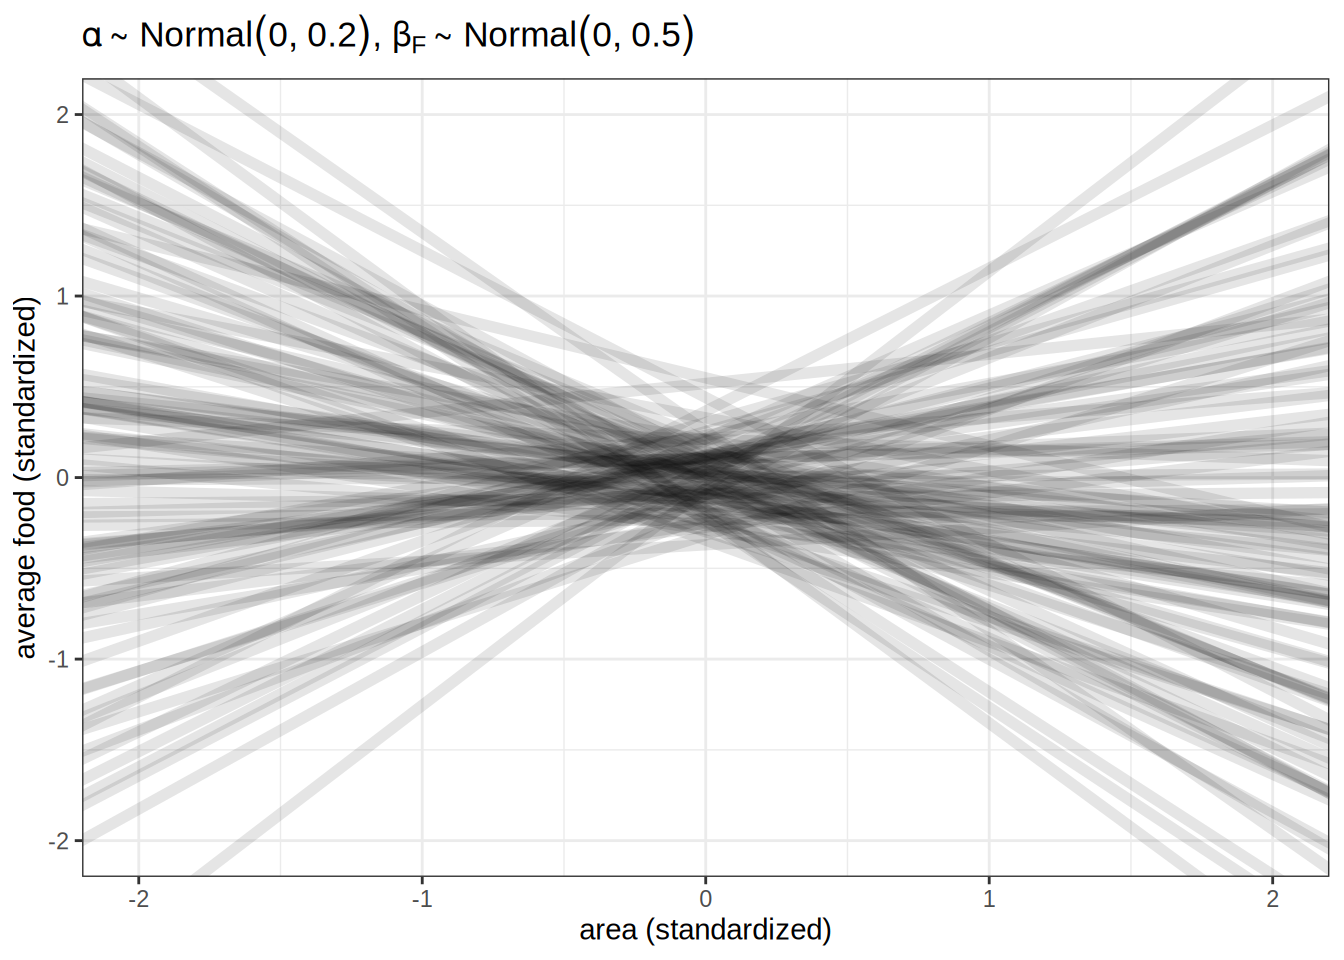 α ~ Normal(0, 0.2), βF ~ Normal(0, 0.5)
2
1
0
-1
-2
average food (standardized)
-2 -1 0 1 2
area (standardized)